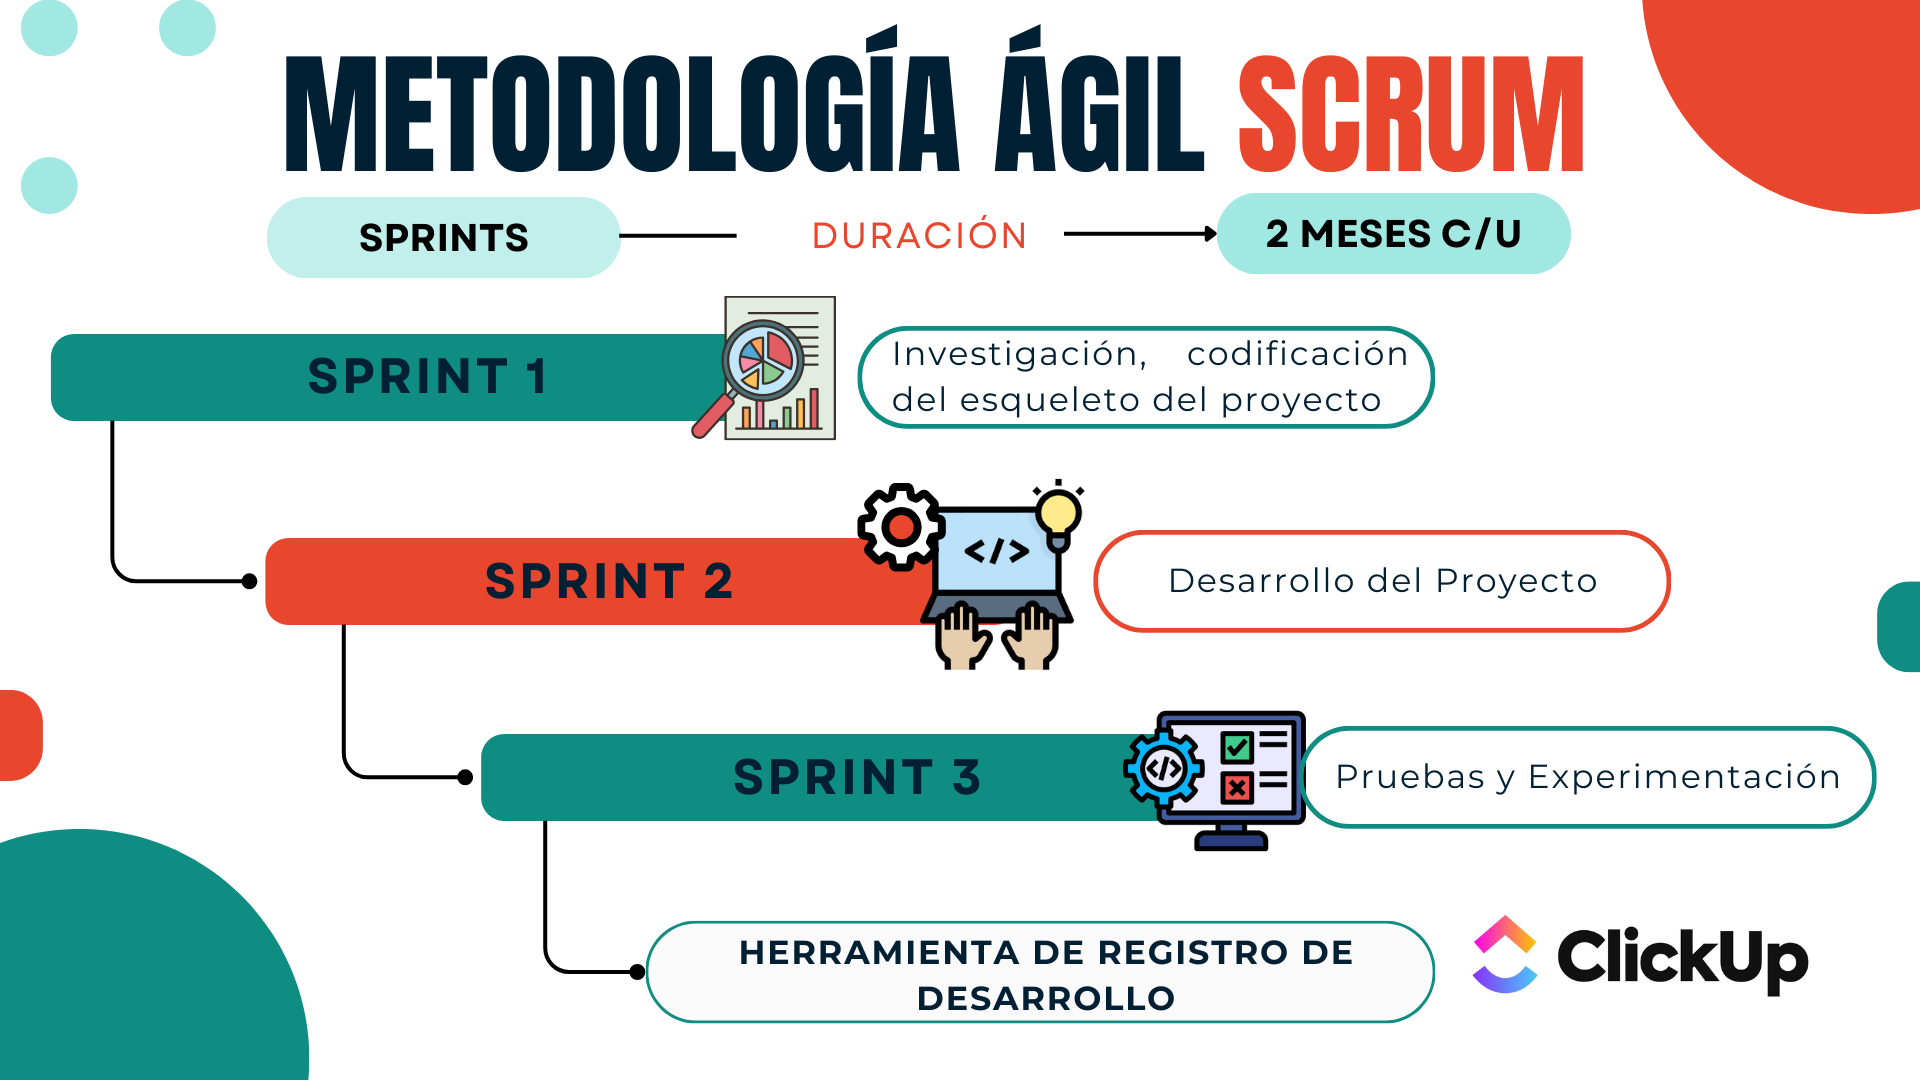 METODOLOGÍA ÁGIL SCRUM
SPRINTS
DURACIÓN
2 MESES C/U
SPRINT 1
Investigación, codificación
del esqueleto del proyecto
SPRINT 2
</>
Desarrollo del Proyecto
SPRINT 3
</>
Pruebas y Experimentación
HERRAMIENTA DE REGISTRO DE
DESARROLLO
ClickUp